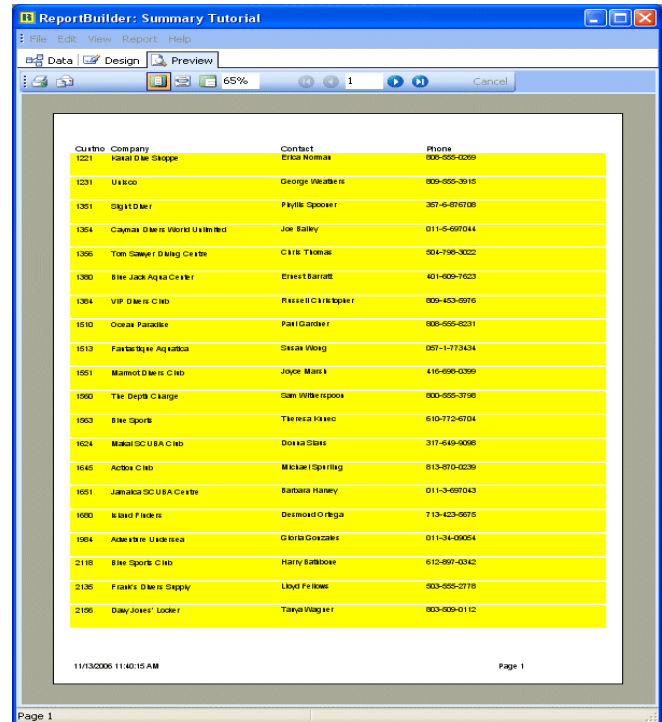 ReportBuilder: Summary Tutorial
File Edit View Report Help
Data Design Preview
65% 1 Cancel
Custno Company Contact Phone
1221 Kanai Dive Shoppe Erica Norman 808-555-0269
1231 Unisco George Weathers 809-555-3915
1351 Sight Diver Phyllis Spooner 357-6-876708
1354 Cayman Divers World Unlimited Joe Bailey 011-5-697044
1356 Tom Sawyer Diving Centre Chris Thomas 504-798-3022
1380 Blue Jack Aqua Center Ernest Barratt 401-609-7623
1384 VIP Divers Club Russell Christopher 809-453-5976
1510 Ocean Paradise Paul Gardner 808-555-8231
1513 Fantastique Aquatica Susan Wong 057-1-773434
1551 Marmot Divers Club Joyce Marsh 416-698-0399
1560 The Depth Charge Sam Witherspoon 800-555-3798
1563 Blue Sports Theresa Kunec 610-772-6704
1624 Makai SCUBA Club Donna Siaus 317-649-9098
1645 Action Club Michael Spurling 813-870-0239
1651 Jamaica SCUBA Centre Barbara Harvey 011-3-697043
1680 Island Finders Desmond Ortega 713-423-5675
1984 Adventure Undersea Gloria Gonzales 011-34-09054
2118 Blue Sports Club Harry Bathbone 612-897-0342
2135 Frank's Divers Supply Lloyd Fellows 503-555-2778
2156 Davy Jones' Locker Tanya Wagner 803-509-0112
11/13/2006 11:40:15 AM Page 1
Page 1